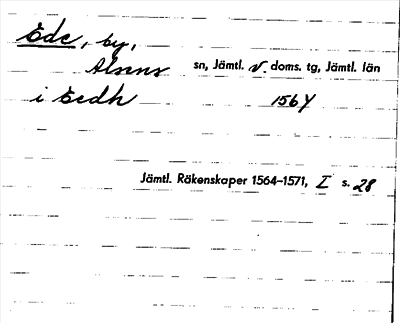 Ede, by,
Alsens sn, Jämtl. v. doms. tg, Jämtl. län
i Eedh 1564
Jämtl. Räkenskaper 1564–1571, I s. 28